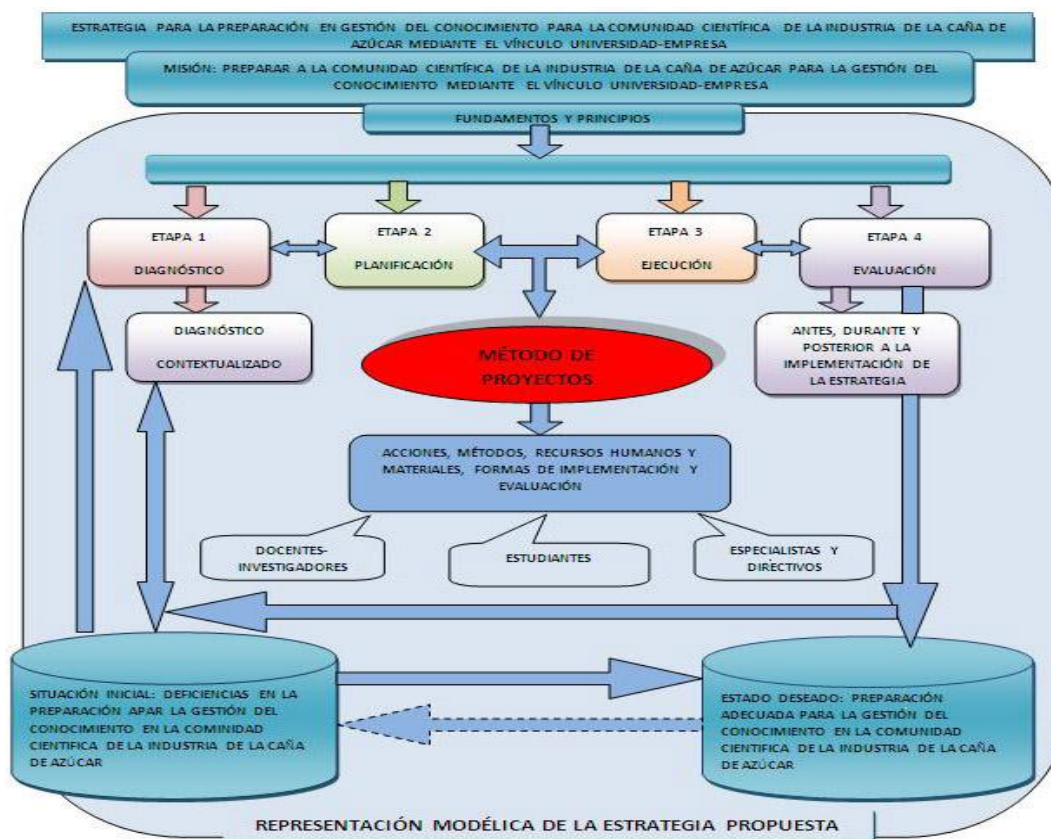 ESTRATEGIA PARA LA PREPARACIÓN EN GESTIÓN DEL CONOCIMIENTO PARA LA COMUNIDAD CIENTÍFICA DE LA INDUSTRIA DE LA CAÑA DE
AZÚCAR MEDIANTE EL VÍNCULO UNIVERSIDAD-EMPRESA
MISIÓN: PREPARAR A LA COMUNIDAD CIENTÍFICA DE LA INDUSTRIA DE LA CAÑA DE AZÚCAR PARA LA GESTIÓN DEL
CONOCIMIENTO MEDIANTE EL VÍNCULO UNIVERSIDAD-EMPRESA
FUNDAMENTOS Y PRINCIPIOS
ETAPA 1
DIAGNÓSTICO
ETAPA 2
PLANIFICACIÓN
ETAPA 3
EJECUCIÓN
ETAPA 4
EVALUACIÓN
DIAGNÓSTICO
CONTEXTUALIZADO
MÉTODO DE
PROYECTOS
ANTES, DURANTE Y
POSTERIOR A LA
IMPLEMENTACIÓN DE
LA ESTRATEGIA
ACCIONES, MÉTODOS, RECURSOS HUMANOS Y
MATERIALES, FORMAS DE IMPLEMENTACIÓN Y
EVALUACIÓN
DOCENTES-
INVESTIGADORES
ESTUDIANTES
ESPECIALISTAS Y
DIRECTIVOS
SITUACIÓN INICIAL: DEFICIENCIAS EN LA
PREPARACIÓN APAR LA GESTIÓN DEL
CONOCIMIENTO EN LA COMINIDAD
CIENTIFICA DE LA INDUSTRIA DE LA CAÑA
DE AZÚCAR
ESTADO DESEADO: PREPARACIÓN
ADECUADA PARA LA GESTIÓN DEL
CONOCIMIENTO EN LA COMUNIDAD
CIENTIFICA DE LA INDUSTRIA DE LA CAÑA
DE AZÚCAR
REPRESENTACIÓN MODÉLICA DE LA ESTRATEGIA PROPUESTA